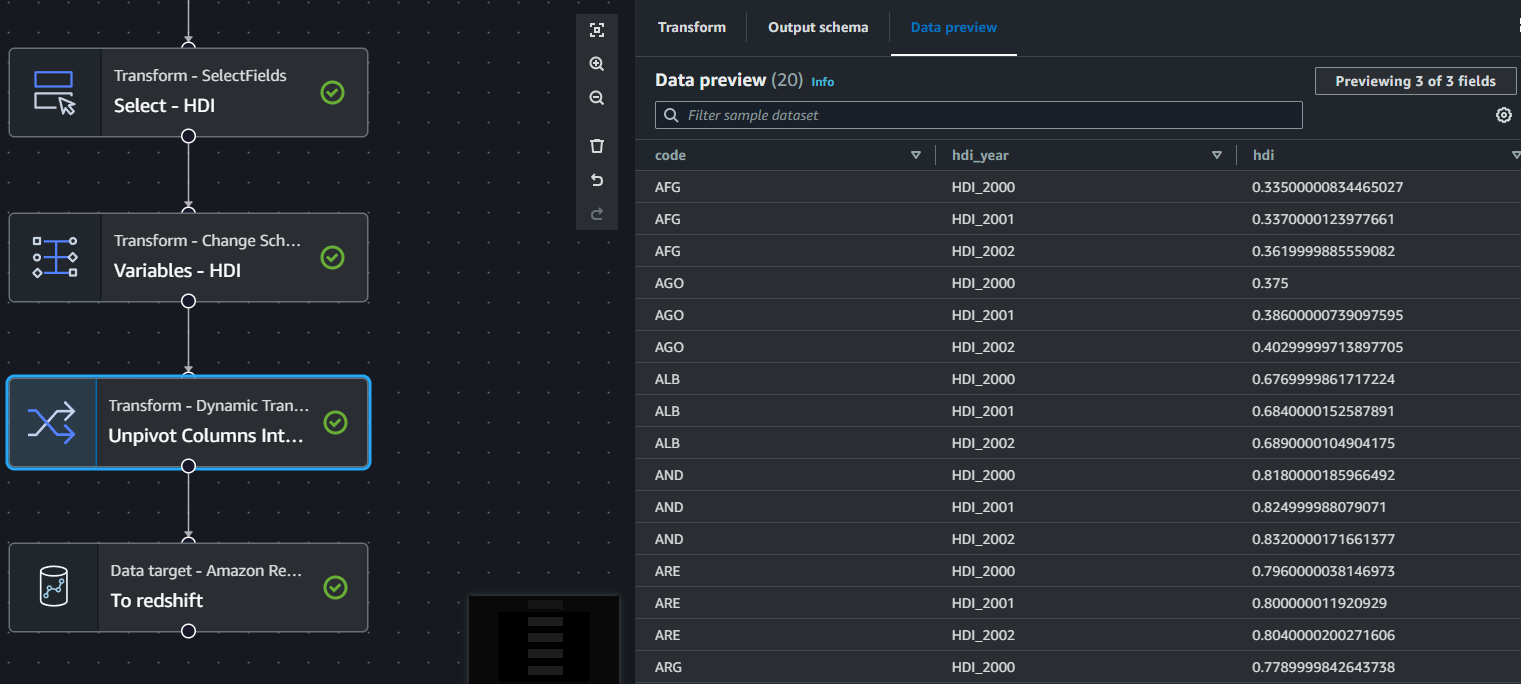 Transform - SelectFields
Select - HDI
Transform - Change Sch...
Variables - HDI
Transform - Dynamic Tran...
Unpivot Columns Int...
Data target - Amazon Re...
To redshift
Transform
Output schema
Data preview
Data preview (20) Info
Previewing 3 of 3 fields
Filter sample dataset
code hdi_year hdi
AFG HDI_2000 0.33500000834465027
AFG HDI_2001 0.3370000123977661
AFG HDI_2002 0.3619999885559082
AGO HDI_2000 0.375
AGO HDI_2001 0.38600000739097595
AGO HDI_2002 0.40299999713897705
ALB HDI_2000 0.6769999861717224
ALB HDI_2001 0.6840000152587891
ALB HDI_2002 0.6890000104904175
AND HDI_2000 0.8180000185966492
AND HDI_2001 0.824999988079071
AND HDI_2002 0.8320000171661377
ARE HDI_2000 0.7960000038146973
ARE HDI_2001 0.800000011920929
ARE HDI_2002 0.8040000200271606
ARG HDI_2000 0.7789999842643738